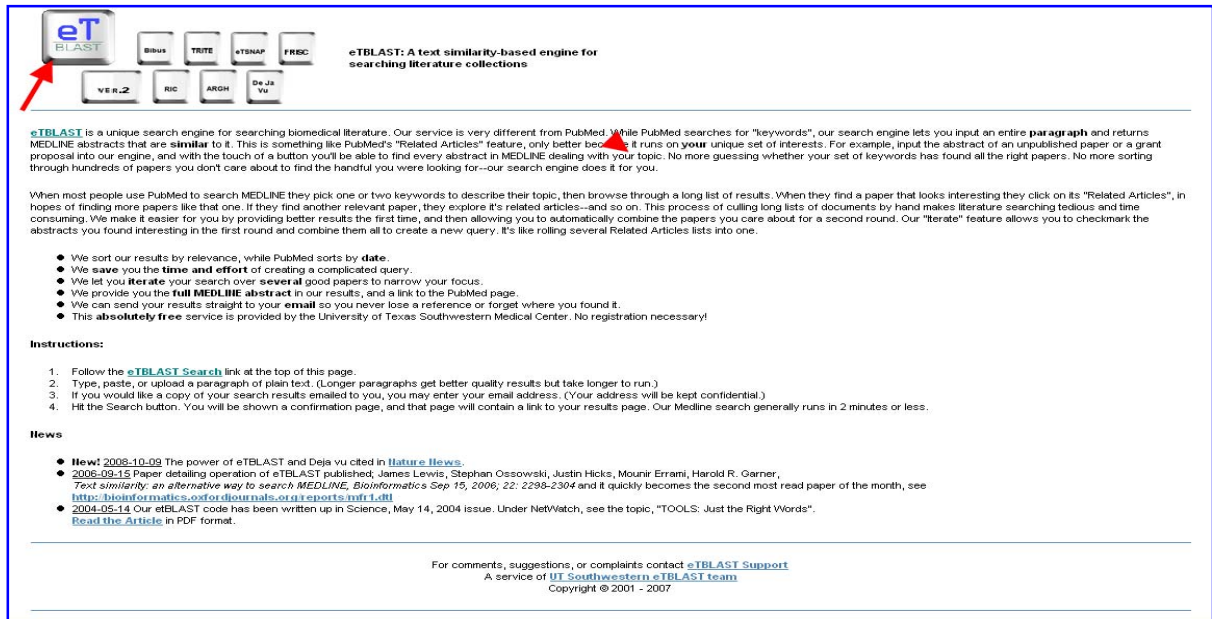 eT
BLAST
Bibus
TRITE
eTSNAP
FRISC
eTBLAST: A text similarity-based engine for
searching literature collections
VER.2
RIC
ARGH
De Ja
Vu
eTBLAST is a unique search engine for searching biomedical literature. Our service is very different from PubMed. While PubMed searches for "keywords", our search engine lets you input an entire paragraph and returns
MEDLINE abstracts that are similar to it. This is something like PubMed's "Related Articles" feature, only better because it runs on your unique set of interests. For example, input the abstract of an unpublished paper or a grant
proposal into our engine, and with the touch of a button you'll be able to find every abstract in MEDLINE dealing with your topic. No more guessing whether your set of keywords has found all the right papers. No more sorting
through hundreds of papers you don't care about to find the handful you were looking for--our search engine does it for you.
When most people use PubMed to search MEDLINE they pick one or two keywords to describe their topic, then browse through a long list of results. When they find a paper that looks interesting they click on its "Related Articles", in
hopes of finding more papers like that one. If they find another relevant paper, they explore it's related articles--and so on. This process of culling long lists of documents by hand makes literature searching tedious and time
consuming. We make it easier for you by providing better results the first time, and then allowing you to automatically combine the papers you care about for a second round. Our "Iterate" feature allows you to checkmark the
abstracts you found interesting in the first round and combine them all to create a new query. It's like rolling several Related Articles lists into one.
● We sort our results by relevance, while PubMed sorts by date.
● We save you the time and effort of creating a complicated query.
● We let you iterate your search over several good papers to narrow your focus.
● We provide you the full MEDLINE abstract in our results, and a link to the PubMed page.
● We can send your results straight to your email so you never lose a reference or forget where you found it.
● This absolutely free service is provided by the University of Texas Southwestern Medical Center. No registration necessary!
Instructions:
1. Follow the eTBLAST Search link at the top of this page.
2. Type, paste, or upload a paragraph of plain text. (Longer paragraphs get better quality results but take longer to run.)
3. If you would like a copy of your search results emailed to you, you may enter your email address. (Your address will be kept confidential.)
4. Hit the Search button. You will be shown a confirmation page, and that page will contain a link to your results page. Our Medline search generally runs in 2 minutes or less.
News
● New! 2008-10-09 The power of eTBLAST and Deja vu cited in Nature News.
● 2006-09-15 Paper detailing operation of eTBLAST published; James Lewis, Stephan Ossowski, Justin Hicks, Mounir Errami, Harold R. Garner,
Text similarity: an alternative way to search MEDLINE, Bioinformatics Sep 15, 2006; 22: 2298-2304 and it quickly becomes the second most read paper of the month, see
http://bioinformatics.oxfordjournals.org/reports/mfr1.dtl
● 2004-05-14 Our etBLAST code has been written up in Science, May 14, 2004 issue. Under NetWatch, see the topic, "TOOLS: Just the Right Words".
Read the Article in PDF format.
For comments, suggestions, or complaints contact eTBLAST Support
A service of UT Southwestern eTBLAST team
Copyright © 2001 - 2007